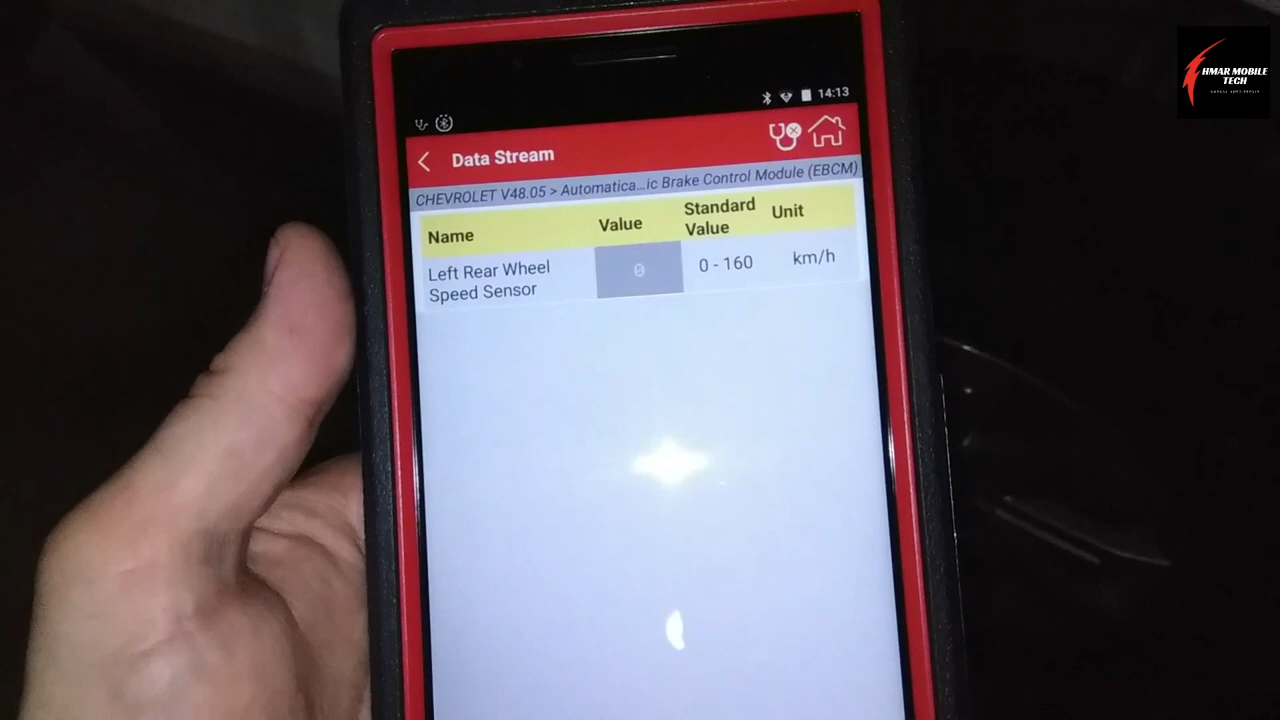 HMAR MOBILE
TECH
14:13
Data Stream
CHEVROLET V48.05 > Automatica...ic Brake Control Module (EBCM)
Name Value Standard Value Unit
Left Rear Wheel Speed Sensor 0 0 - 160 km/h